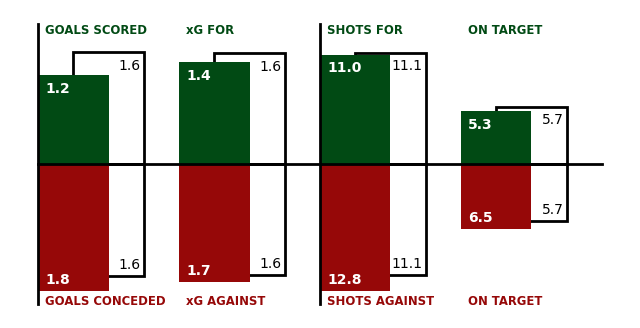 GOALS SCORED xG FOR SHOTS FOR ON TARGET
1.6 1.6 11.1
1.2 1.4 11.0
5.3 5.7
6.5 5.7
1.6 1.6 11.1
1.8 1.7 12.8
GOALS CONCEDED xG AGAINST SHOTS AGAINST ON TARGET